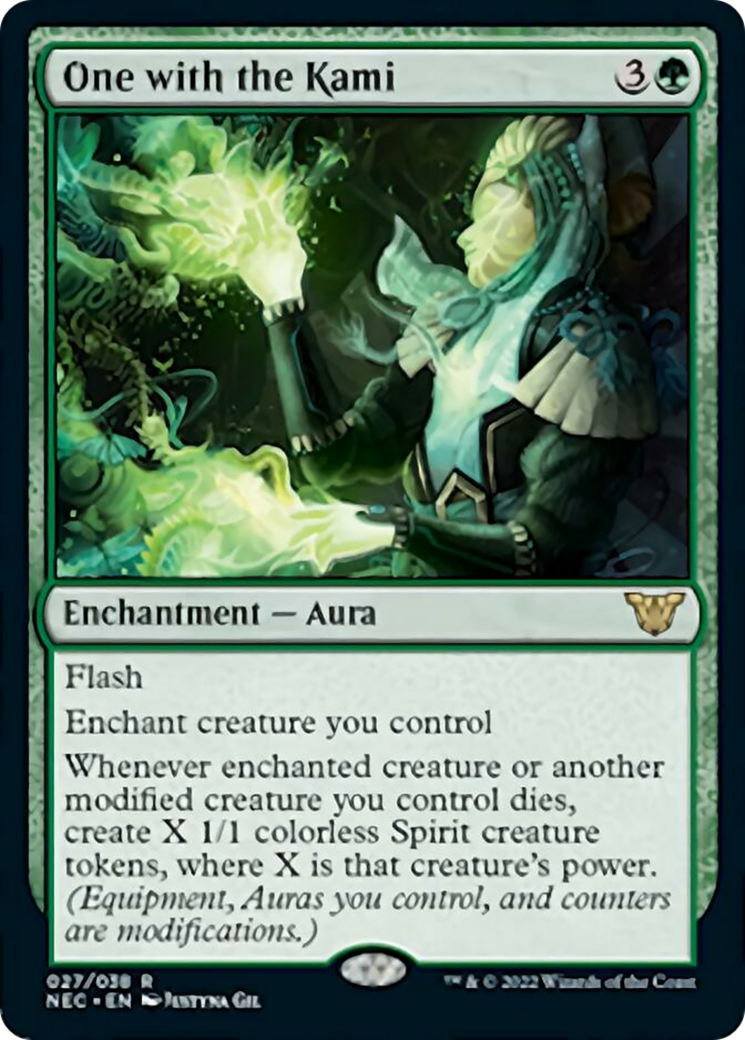 One with the Kami 3
Enchantment — Aura
Flash
Enchant creature you control
Whenever enchanted creature or another
modified creature you control dies,
create X 1/1 colorless Spirit creature
tokens, where X is that creature's power.
(Equipment, Auras you control, and counters
are modifications.)
027/038 R
NEC • EN Justyna Gil
™ & © 2022 Wizards of the Coast